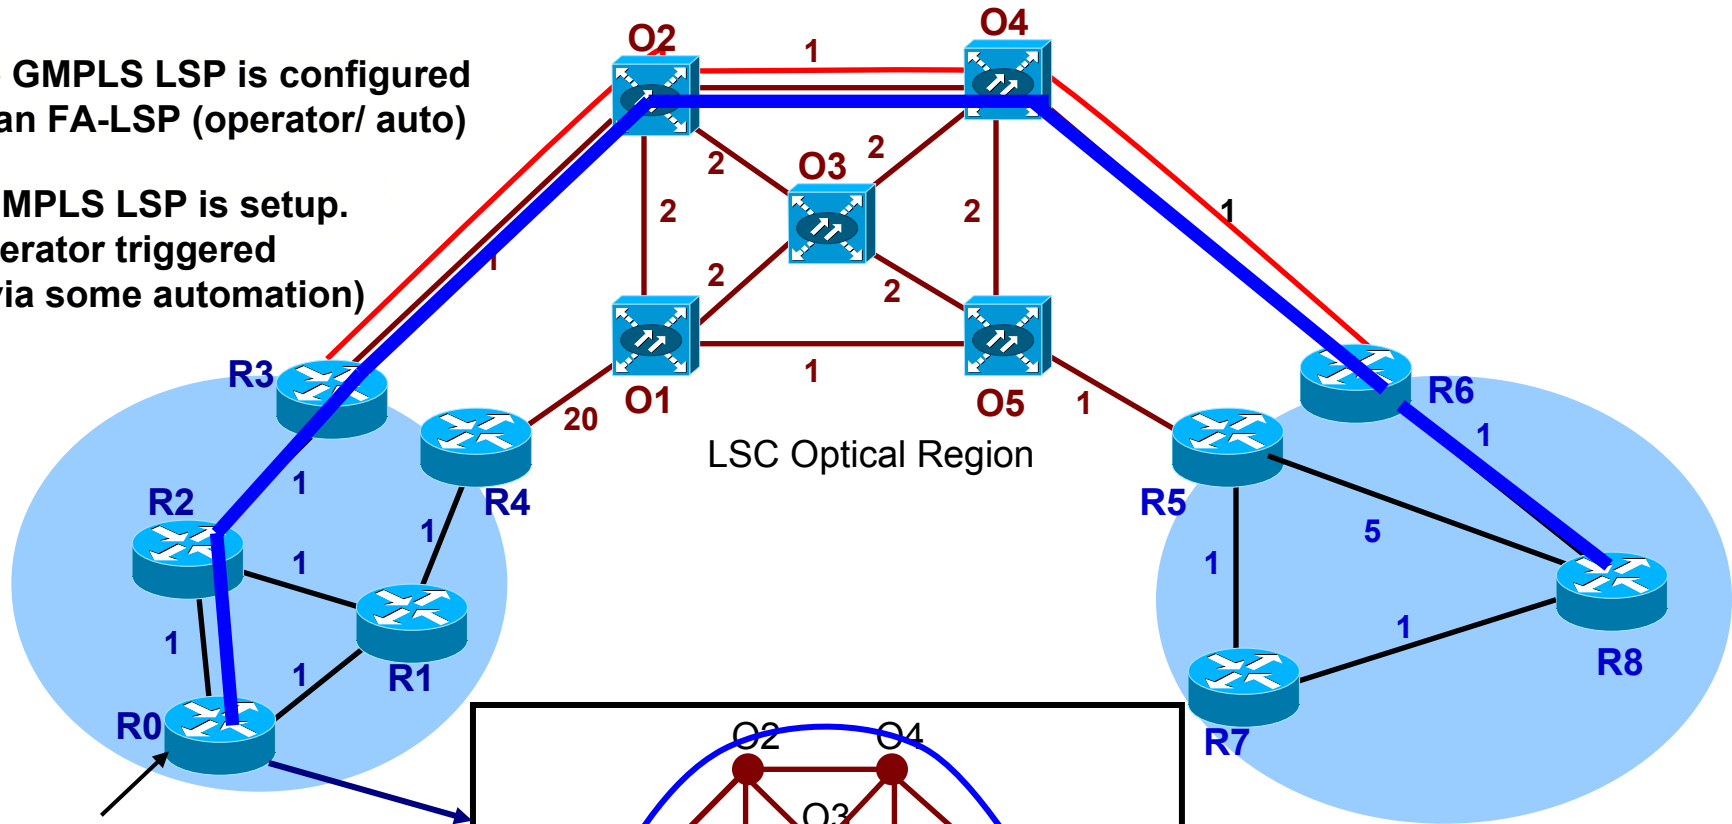 GMPLS LSP is configured
an FA-LSP (operator/ auto)
MPLS LSP is setup.
erator triggered
via some automation)
O2
O4
1
2
O3
2
2
2
1
1
2
2
O1
1
O5
20
1
LSC Optical Region
R3
R4
R2
1
1
1
1
1
R1
R0
R6
1
R5
5
1
1
R8
R7
O2
O4
O3